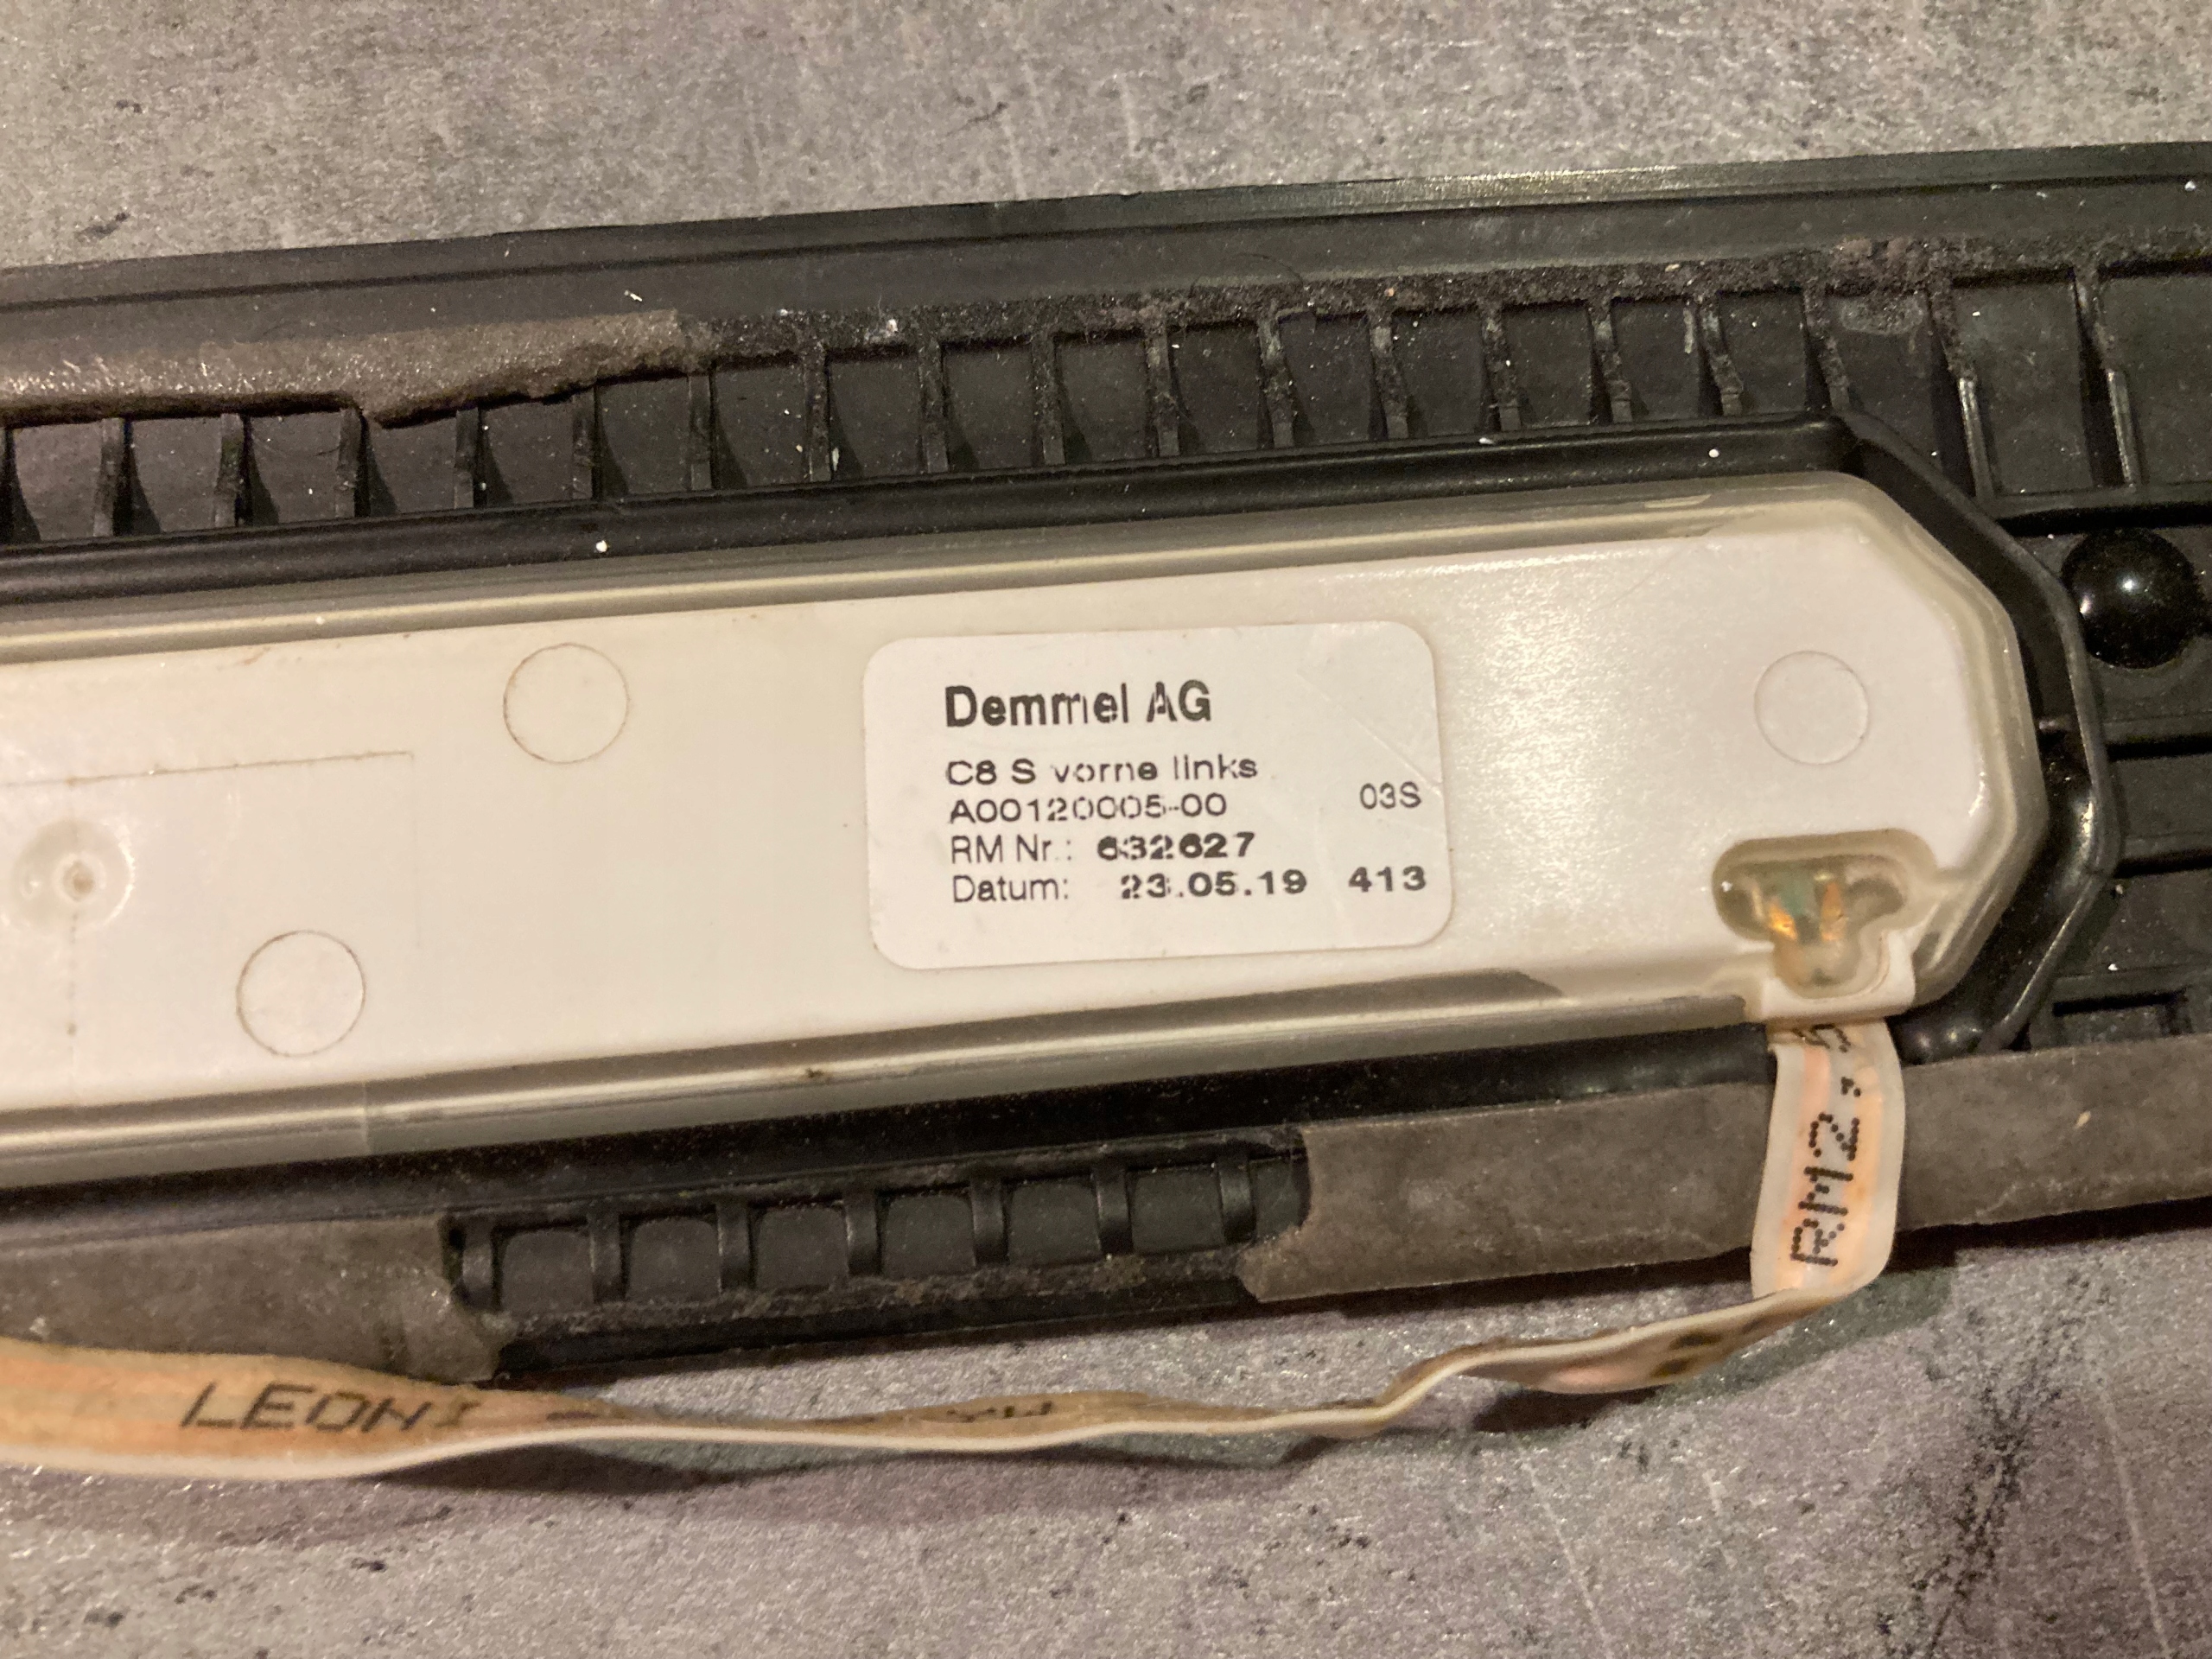 Demmel AG
C8 S vorne links
A00120005-00 03S
RM Nr.: 632627
Datum: 23.05.19 413
LEONI